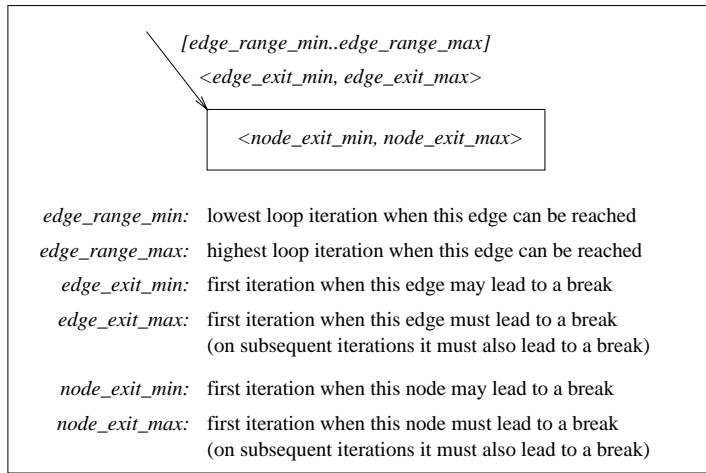 [edge_range_min..edge_range_max]
<edge_exit_min, edge_exit_max>
<node_exit_min, node_exit_max>
edge_range_min: lowest loop iteration when this edge can be reached
edge_range_max: highest loop iteration when this edge can be reached
edge_exit_min: first iteration when this edge may lead to a break
edge_exit_max: first iteration when this edge must lead to a break
(on subsequent iterations it must also lead to a break)
node_exit_min: first iteration when this node may lead to a break
node_exit_max: first iteration when this node must lead to a break
(on subsequent iterations it must also lead to a break)